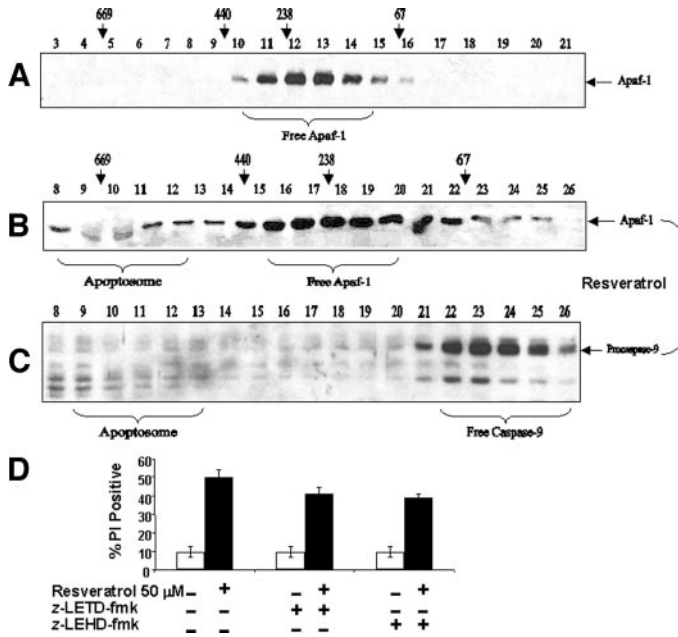 669 440 238 67
3 4 5 6 7 8 9 10 11 12 13 14 15 16 17 18 19 20 21
A
Apaf-1
Free Apaf-1
669 440 238 67
8 9 10 11 12 13 14 15 16 17 18 19 20 21 22 23 24 25 26
B
Apaf-1
Apoptosome Free Apaf-1
Resveratrol
8 9 10 11 12 13 14 15 16 17 18 19 20 21 22 23 24 25 26
C
Procaspase-9
Apoptosome Free Caspase-9
D
60
50
40
30
20
10
0
% PI Positive
Resveratrol 50 µM - + - + - +
z-LETD-fmk - - + +
z-LEHD-fmk - - + +